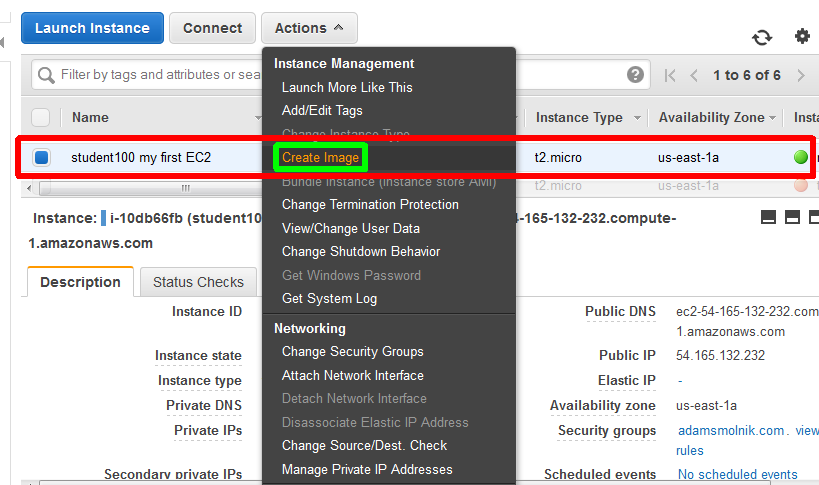 Launch Instance Connect Actions
Filter by tags and attributes or sea
1 to 6 of 6
Name Instance Type Availability Zone Inst
student100 my first EC2 t2.micro us-east-1a
t2.micro us-east-1a
Instance Management
Launch More Like This
Add/Edit Tags
Change Instance Type
Create Image
Bundle Instance (instance store AMI)
Change Termination Protection
View/Change User Data
Change Shutdown Behavior
Get Windows Password
Get System Log
Networking
Change Security Groups
Attach Network Interface
Detach Network Interface
Disassociate Elastic IP Address
Change Source/Dest. Check
Manage Private IP Addresses
Instance: i-10db66fb (student10 4-165-132-232.compute-
1.amazonaws.com
Description Status Checks
Instance ID
Instance state
Instance type
Private DNS
Private IPs
Secondary private IPs
Public DNS ec2-54-165-132-232.com
1.amazonaws.com
Public IP 54.165.132.232
Elastic IP -
Availability zone us-east-1a
Security groups adamsmolnik.com . view
rules
Scheduled events No scheduled events